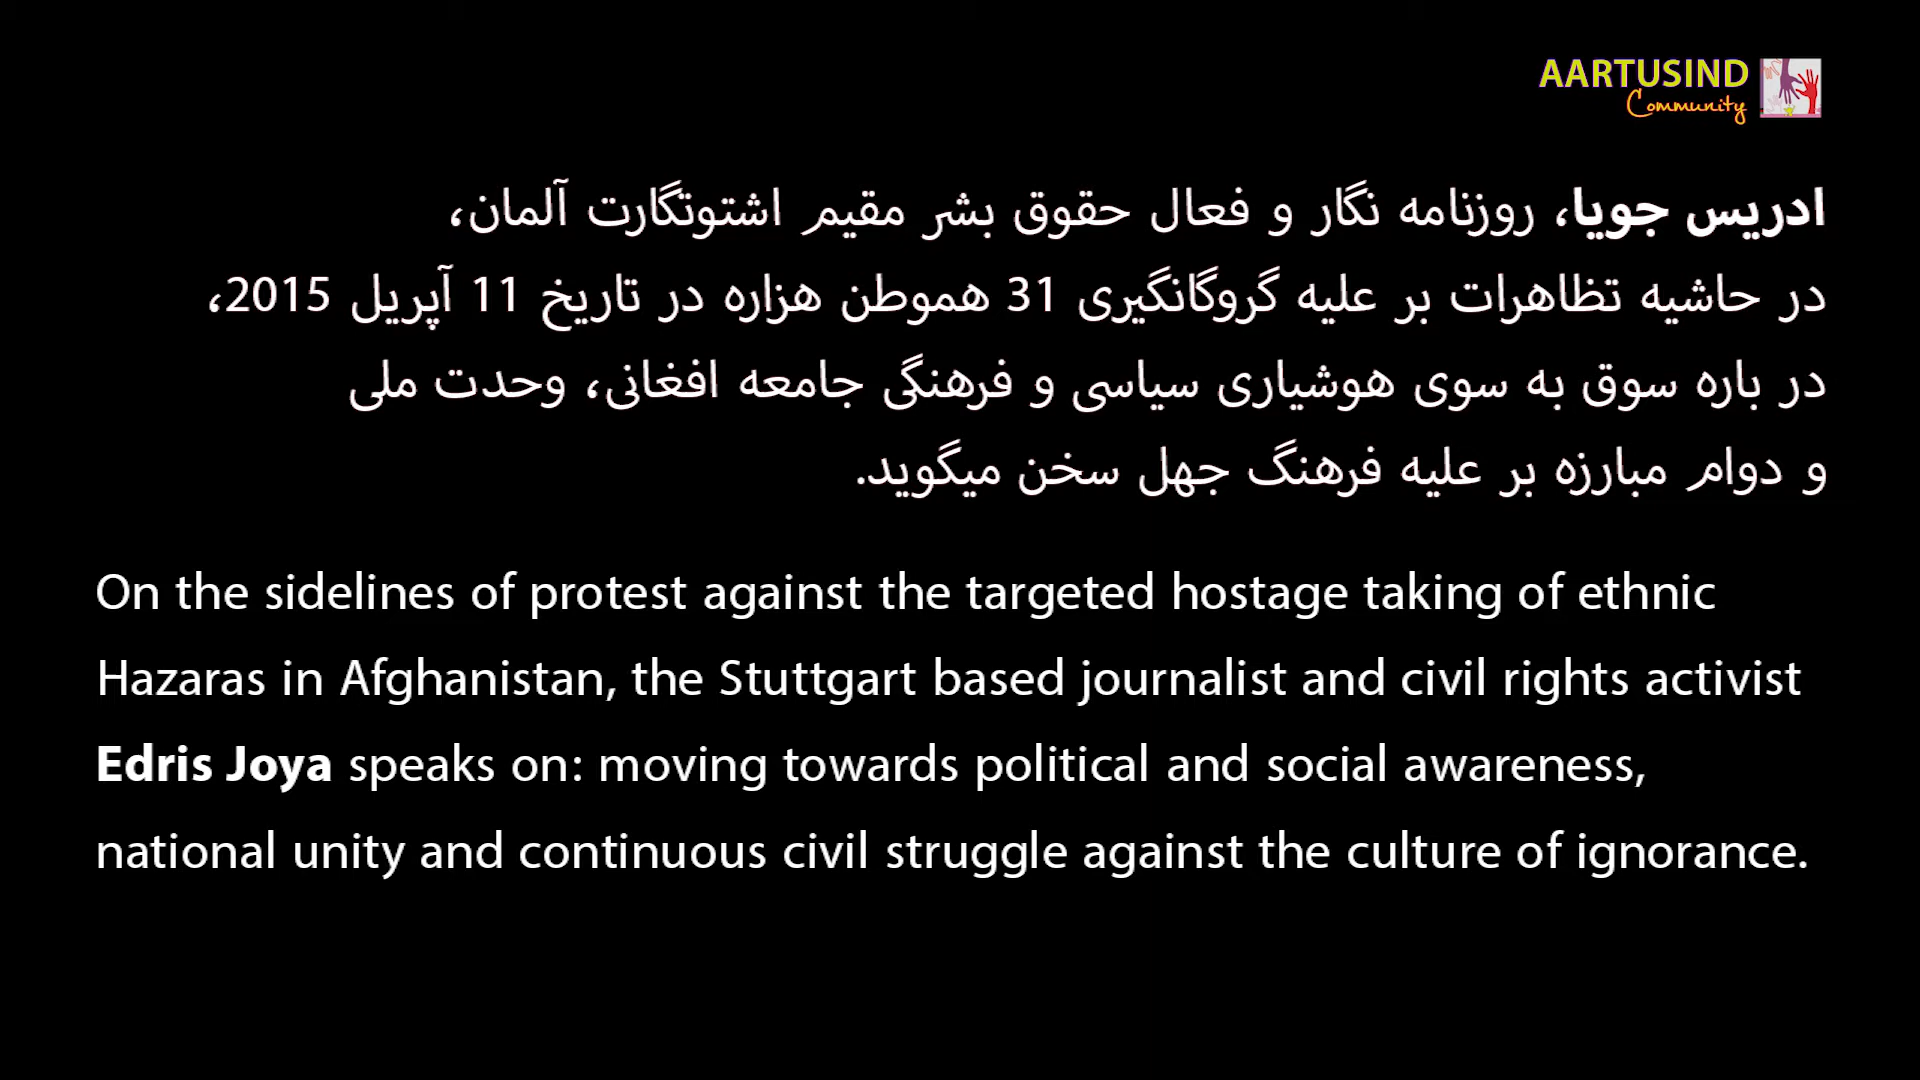 AARTUSIND
Community
ادریس جویا، روزنامه نگار و فعال حقوق بشر مقیم اشتوتگارت آلمان،
در حاشیه تظاهرات بر علیه گروگانگیری 31 هموطن هزاره در تاریخ 11 آپریل 2015،
در باره سوق به سوی هوشیاری سیاسی و فرهنگی جامعه افغانی، وحدت ملی
و دوام مبارزه بر علیه فرهنگ جهل سخن میگوید.
On the sidelines of protest against the targeted hostage taking of ethnic
Hazaras in Afghanistan, the Stuttgart based journalist and civil rights activist
Edris Joya speaks on: moving towards political and social awareness,
national unity and continuous civil struggle against the culture of ignorance.